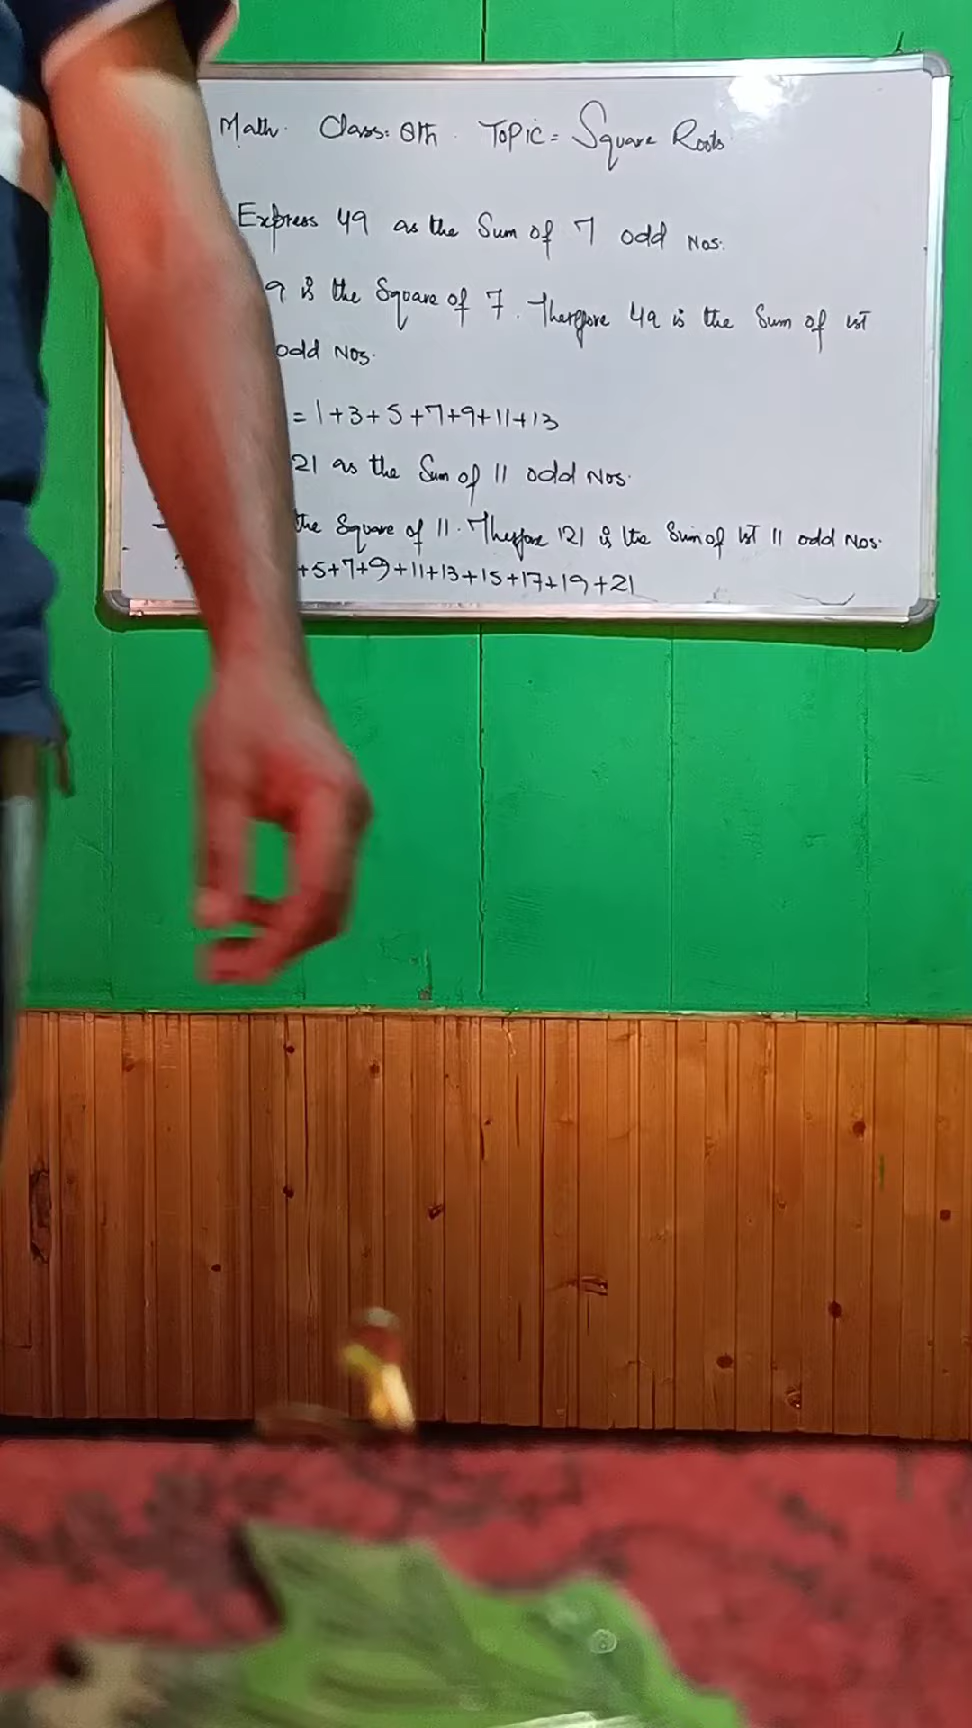 Math. Class: 8th. Topic = Square Roots.
Express 49 as the Sum of 7 odd Nos.
9 is the Square of 7. Therefore 49 is the Sum of 1st
odd Nos.
= 1+3+5+7+9+11+13
21 as the Sum of 11 odd Nos.
the Square of 11. Therefore 121 is the Sum of 1st 11 odd Nos.
+5+7+9+11+13+15+17+19+21